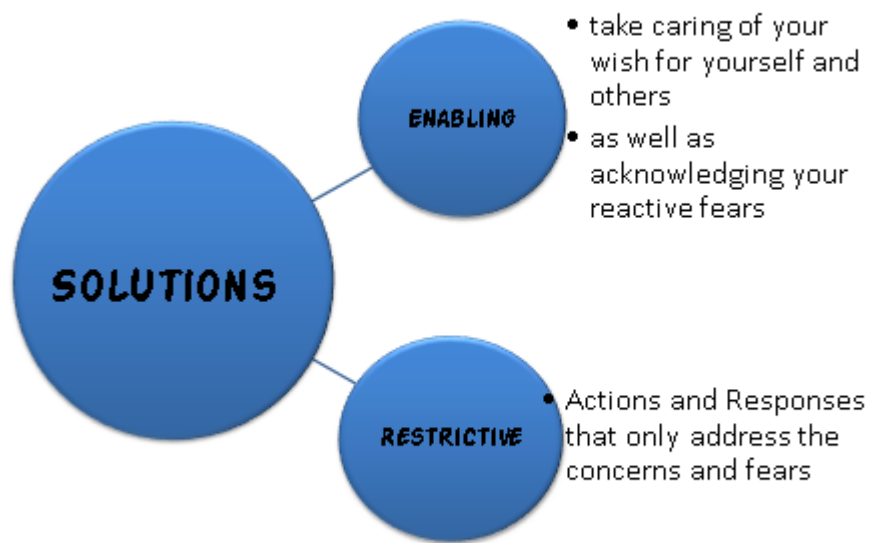 SOLUTIONS
ENABLING
• take caring of your
wish for yourself and
others
• as well as
acknowledging your
reactive fears
RESTRICTIVE
• Actions and Responses
that only address the
concerns and fears